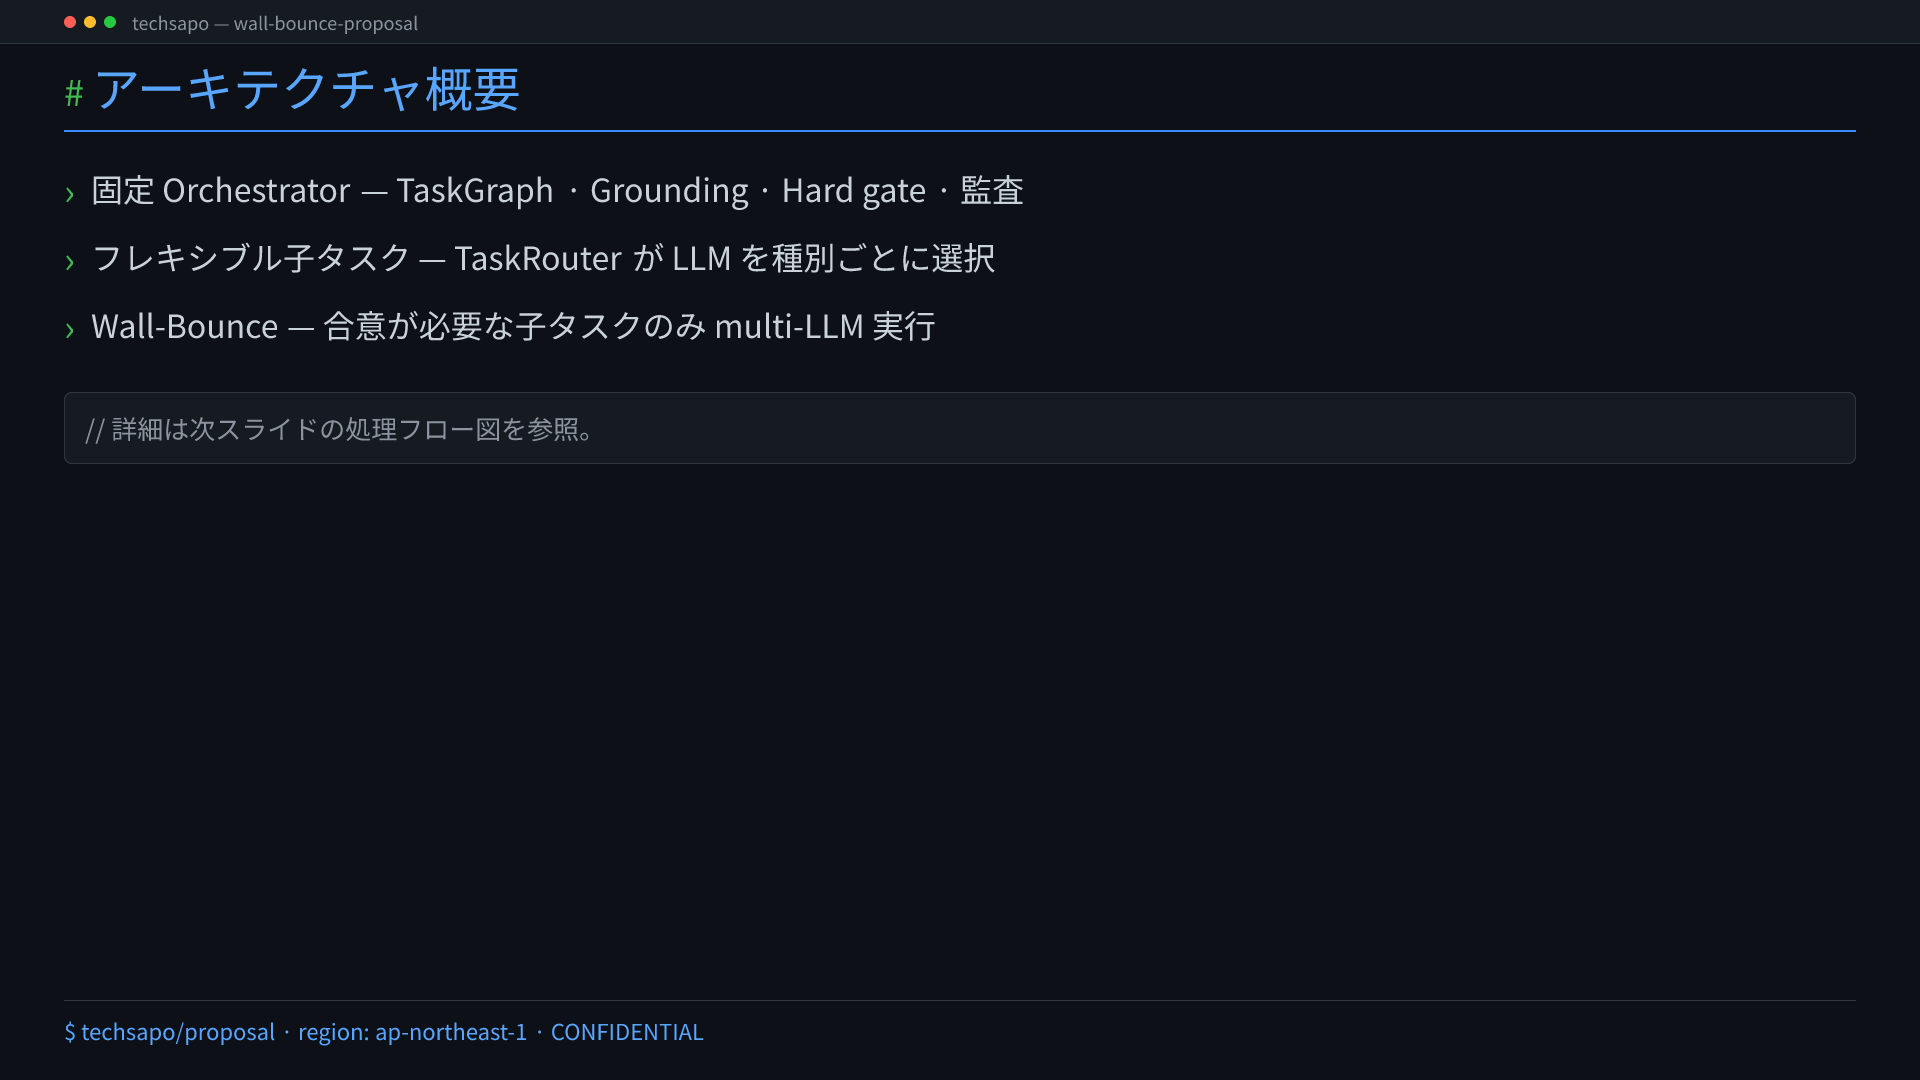 techsapo — wall-bounce-proposal
# アーキテクチャ概要
› 固定 Orchestrator — TaskGraph · Grounding · Hard gate · 監査
› フレキシブル子タスク — TaskRouter が LLM を種別ごとに選択
› Wall-Bounce — 合意が必要な子タスクのみ multi-LLM 実行
// 詳細は次スライドの処理フロー図を参照。
$ techsapo/proposal · region: ap-northeast-1 · CONFIDENTIAL